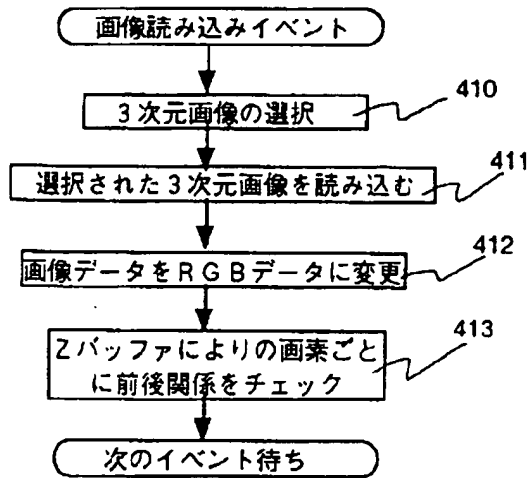 画像読み込みイベント
3次元画像の選択
410
選択された3次元画像を読み込む
411
画像データをRGBデータに変更
412
Zバッファによりの画素ごと
に前後関係をチェック
413
次のイベント待ち